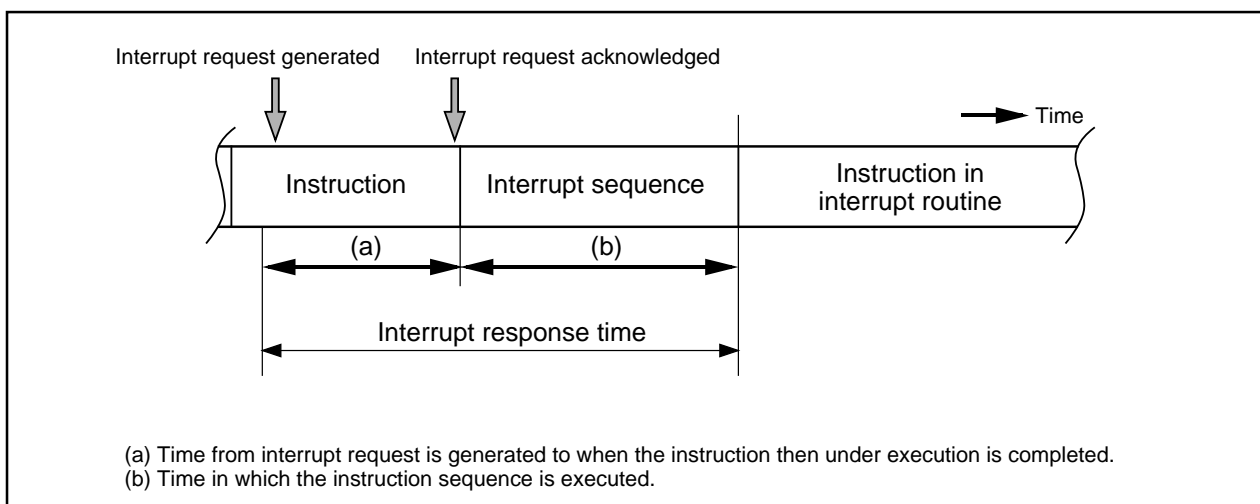 Interrupt request generated
Interrupt request acknowledged
Time
Instruction
Interrupt sequence
Instruction in
interrupt routine
(a)
(b)
Interrupt response time
(a) Time from interrupt request is generated to when the instruction then under execution is completed.
(b) Time in which the instruction sequence is executed.